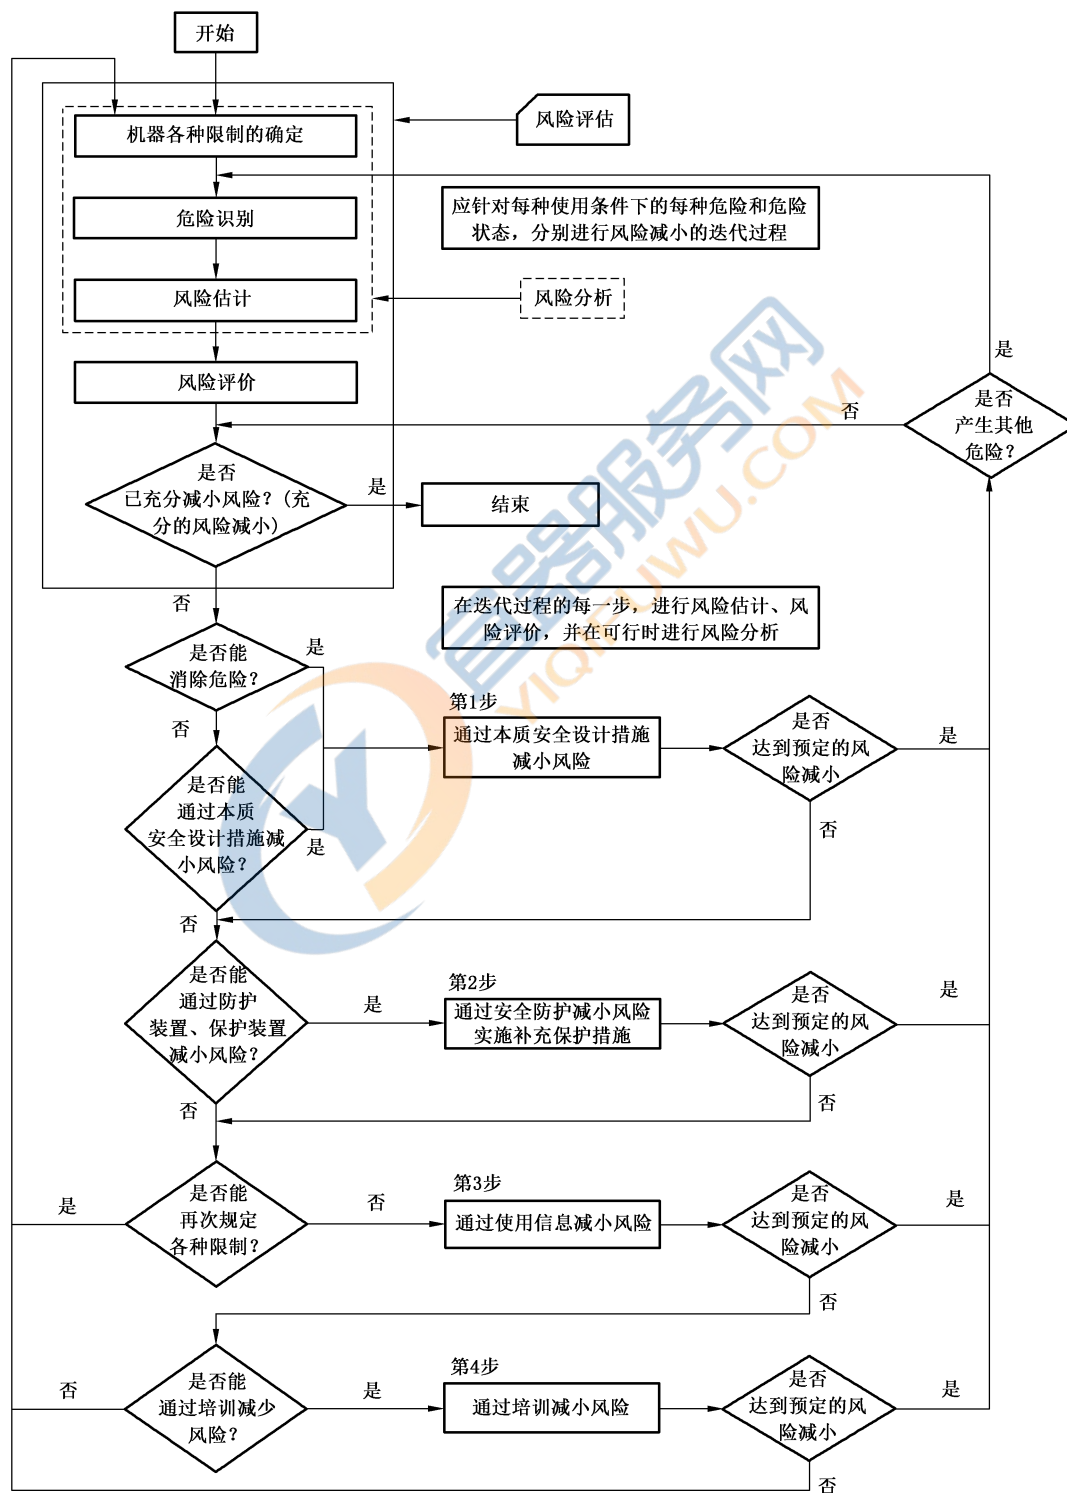 开始
风险评估
机器各种限制的确定
应针对每种使用条件下的每种危险和危险
状态，分别进行风险减小的迭代过程
危险识别
风险估计
风险分析
风险评价
是
是否
产生其他
危险？
否
是否
已充分减小风险？（充
分的风险减小）
是
结束
否
在迭代过程的每一步，进行风险估计、风
险评价，并在可行时进行风险分析
是否能
消除危险？
是
否
第1步
通过本质安全设计措施
减小风险
是否
达到预定的风
险减小
是
否
是否能
通过本质
安全设计措施减
小风险？
是
否
是否能
通过防护
装置、保护装置
减小风险？
是
第2步
通过安全防护减小风险
实施补充保护措施
是否
达到预定的风
险减小
是
否
否
是否能
再次规定
各种限制？
是
否
第3步
通过使用信息减小风险
是否
达到预定的风
险减小
是
否
是否能
通过培训减少
风险？
否
是
第4步
通过培训减小风险
是否
达到预定的风
险减小
是
否
仪器服务网
YIQIFUWU.COM